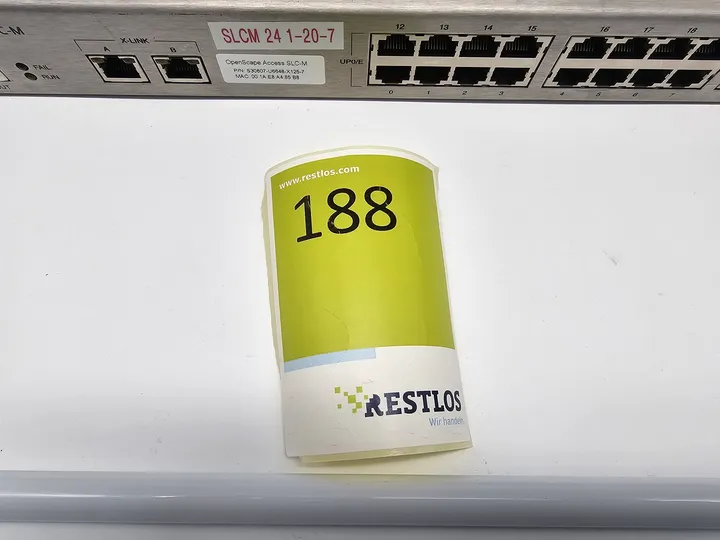 C-M
X-LINK
A B
FAIL
RUN
SLCM 24 1-20-7
OpenScape Access SLC-M
P/N: S30807-U6648-X125-7
MAC: 00:1A:E8:A4:85:B8
UP0/E
12 13 14 15
0 1 2 3
16 17 18
4 5 6 7
www.restlos.com
188
RESTLOS
Wir handeln